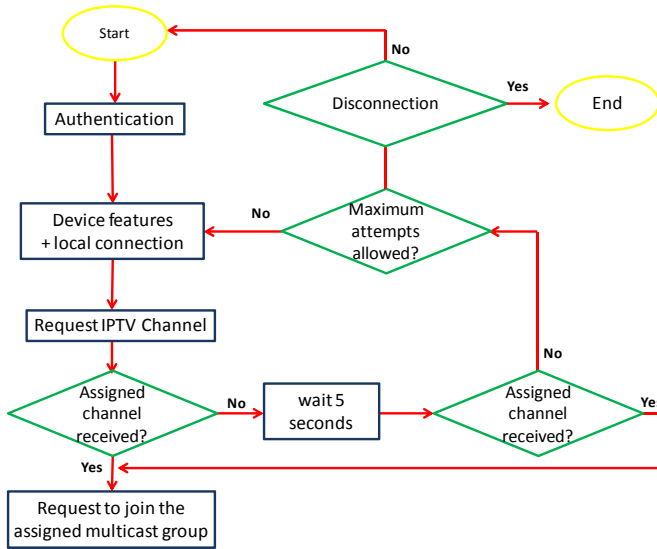 Start
No
Disconnection
Yes
End
Authentication
Device features
+ local connection
No
Maximum
attempts
allowed?
Request IPTV Channel
No
Assigned
channel
received?
No
wait 5
seconds
Assigned
channel
received?
Yes
Yes
Request to join the
assigned multicast group